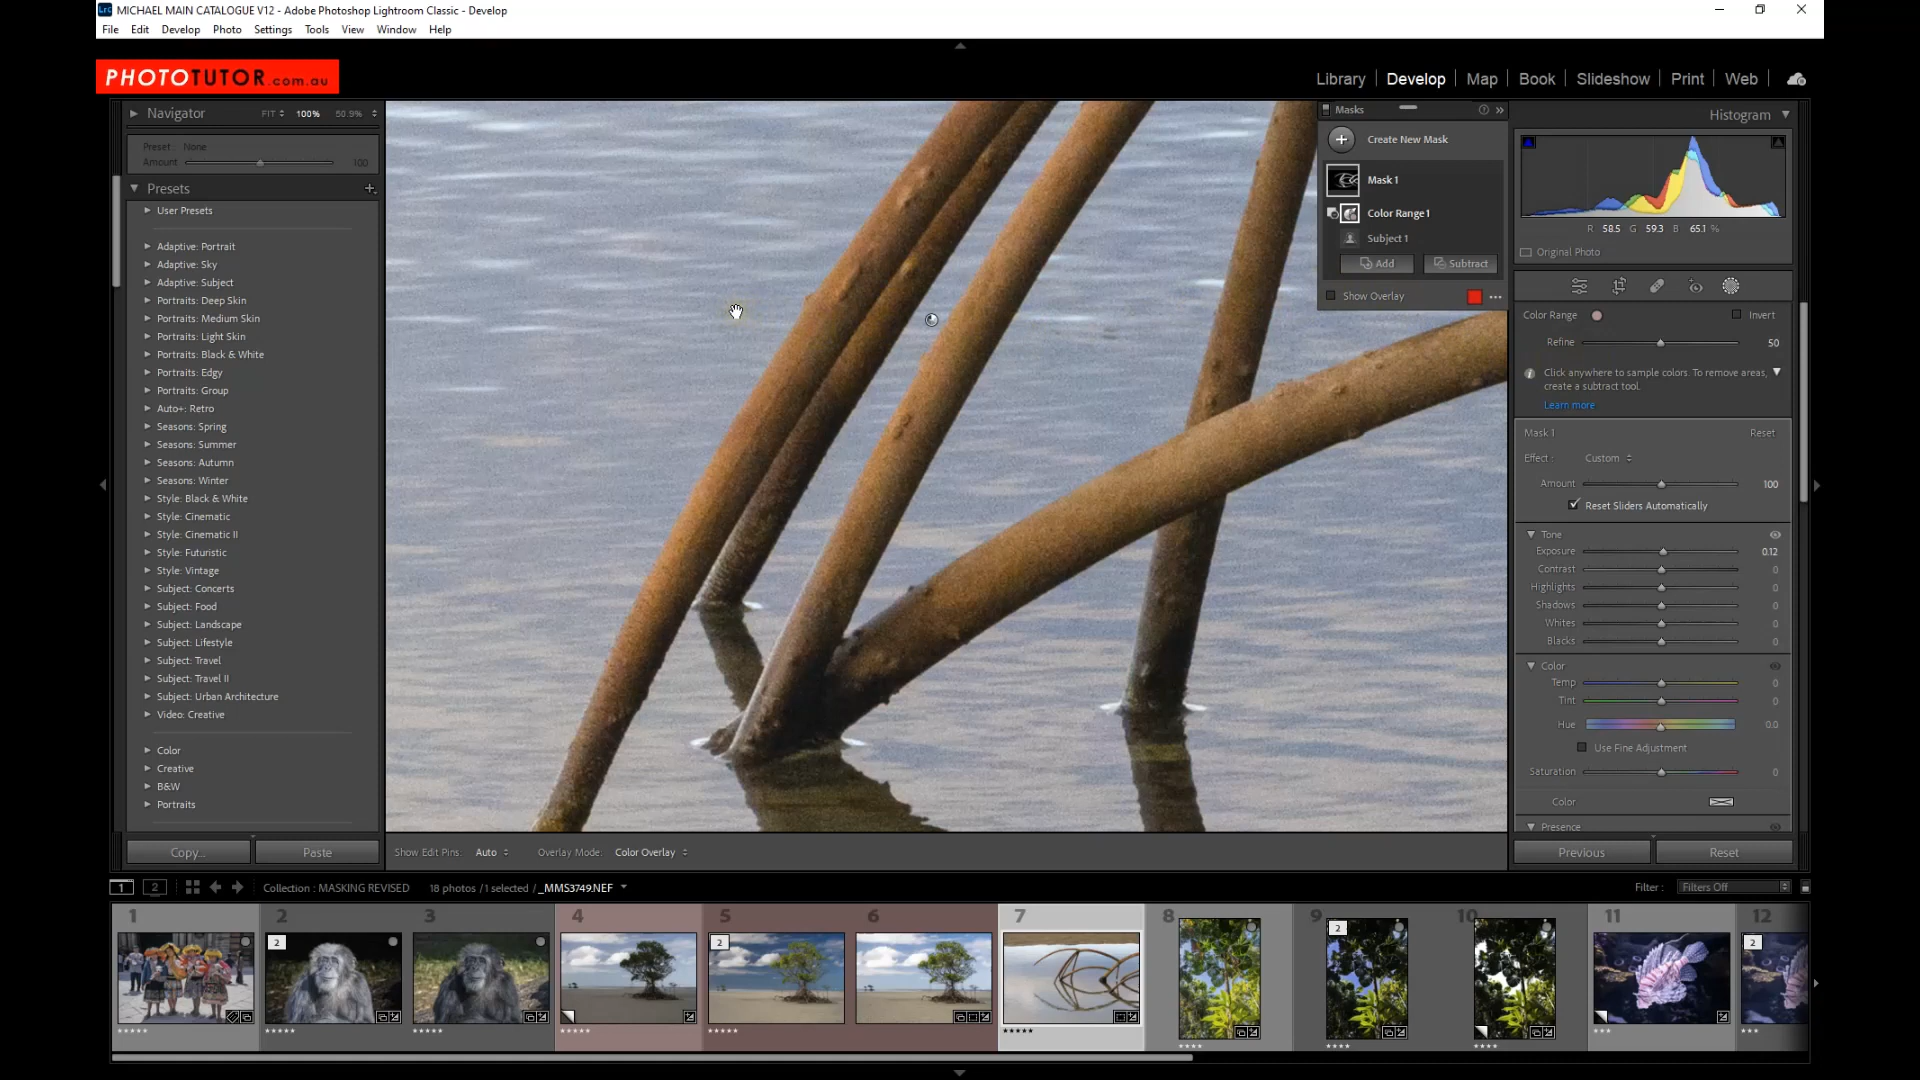 MICHAEL MAIN CATALOGUE V12 - Adobe Photoshop Lightroom Classic - Develop
File Edit Develop Photo Settings Tools View Window Help
PHOTOTUTOR.com.au
Library Develop Map Book Slideshow Print Web
Navigator FIT 100% 50.9%
Preset: None
Amount 100
Presets
User Presets
Adaptive: Portrait
Adaptive: Sky
Adaptive: Subject
Portraits: Deep Skin
Portraits: Medium Skin
Portraits: Light Skin
Portraits: Black & White
Portraits: Edgy
Portraits: Group
Auto+: Retro
Seasons: Spring
Seasons: Summer
Seasons: Autumn
Seasons: Winter
Style: Black & White
Style: Cinematic
Style: Cinematic II
Style: Futuristic
Style: Vintage
Subject: Concerts
Subject: Food
Subject: Landscape
Subject: Lifestyle
Subject: Travel
Subject: Travel II
Subject: Urban Architecture
Video: Creative
Color
Creative
B&W
Portraits
Copy... Paste
Masks
Create New Mask
Mask 1
Color Range 1
Subject 1
Add Subtract
Show Overlay
Histogram
R 58.5 G 59.3 B 65.1 %
Original Photo
Color Range Invert
Refine 50
Click anywhere to sample colors. To remove areas,
create a subtract tool.
Learn more
Mask 1 Reset
Effect: Custom
Amount 100
Reset Sliders Automatically
Tone
Exposure 0.12
Contrast 0
Highlights 0
Shadows 0
Whites 0
Blacks 0
Color
Temp 0
Tint 0
Hue 0.0
Use Fine Adjustment
Saturation 0
Color
Presence
Previous Reset
Show Edit Pins: Auto Overlay Mode: Color Overlay
1 2 Collection : MASKING REVISED 18 photos / 1 selected / _MMS3749.NEF Filter : Filters Off
1 2 3 4 5 6 7 8 9 10 11 12
2 2 2 2